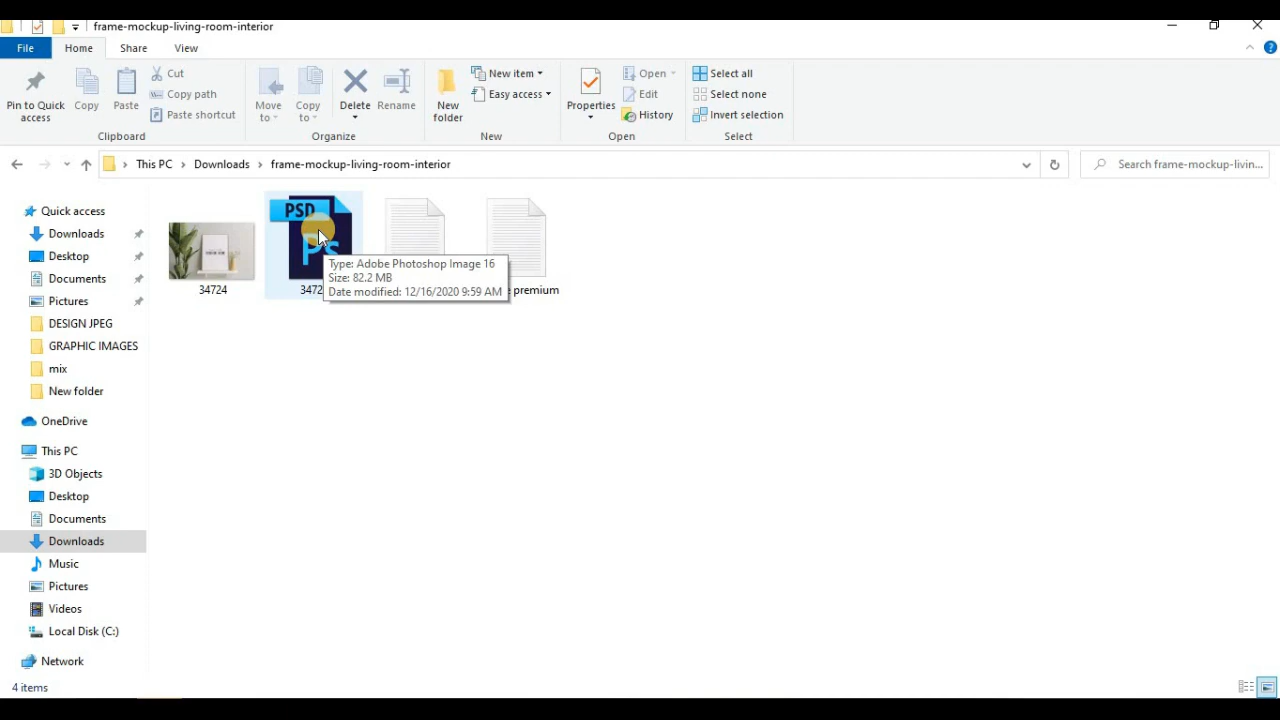 frame-mockup-living-room-interior
File Home Share View
Pin to Quick access
Copy
Paste
Cut
Copy path
Paste shortcut
Clipboard
Move to
Copy to
Delete
Rename
Organize
New folder
New item
Easy access
New
Properties
Open
Edit
History
Open
Select all
Select none
Invert selection
Select
This PC > Downloads > frame-mockup-living-room-interior
Search frame-mockup-livin...
Quick access
Downloads
Desktop
Documents
Pictures
DESIGN JPEG
GRAPHIC IMAGES
mix
New folder
OneDrive
This PC
3D Objects
Desktop
Documents
Downloads
Music
Pictures
Videos
Local Disk (C:)
Network
34724
PSD
Ps
3472
premium
Type: Adobe Photoshop Image 16
Size: 82.2 MB
Date modified: 12/16/2020 9:59 AM
4 items